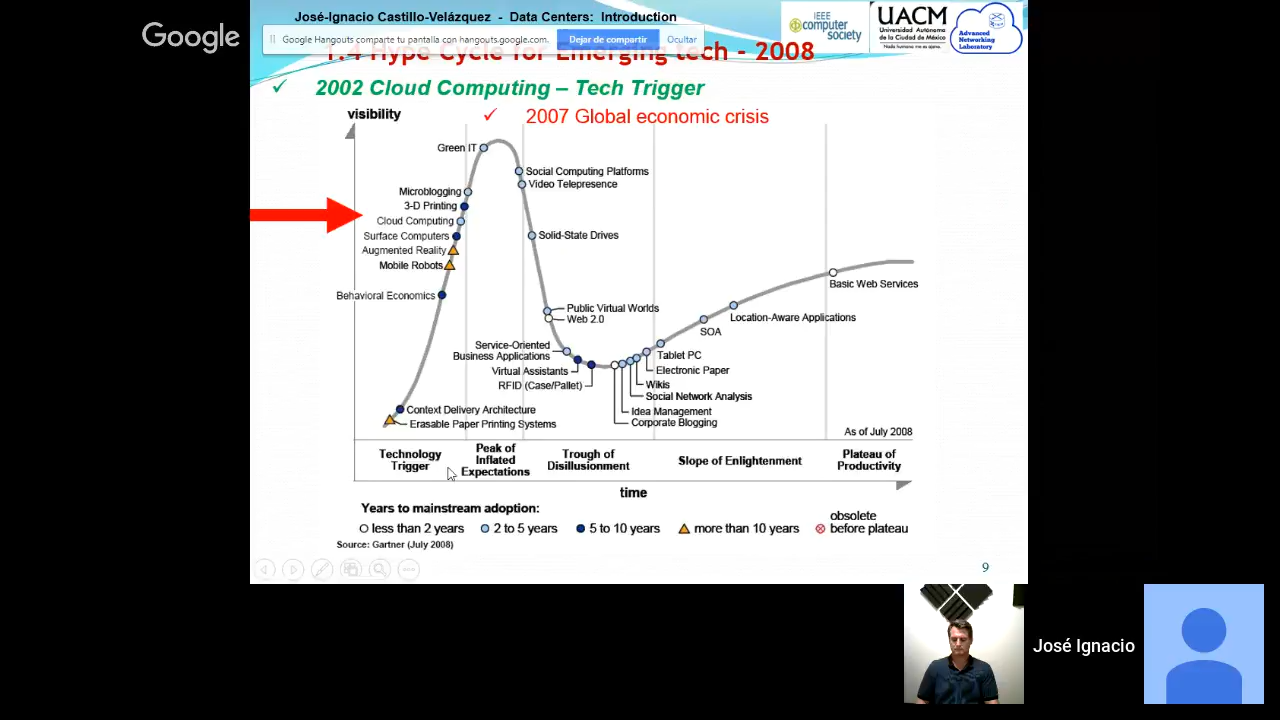 Google
José-Ignacio Castillo-Velázquez - Data Centers: Introduction
IEEE
computer
society
UACM
Universidad Autónoma
de la Ciudad de México
Nada humano me es ajeno
Advanced
Networking
Laboratory
Google Hangouts comparte tu pantalla con hangouts.google.com.
Dejar de compartir
Ocultar
1.4 Hype Cycle for Emerging tech - 2008
✓ 2002 Cloud Computing – Tech Trigger
visibility
✓ 2007 Global economic crisis
Green IT
Social Computing Platforms
Video Telepresence
Microblogging
3-D Printing
Cloud Computing
Surface Computers
Augmented Reality
Mobile Robots
Solid-State Drives
Behavioral Economics
Basic Web Services
Public Virtual Worlds
Web 2.0
Location-Aware Applications
SOA
Service-Oriented
Business Applications
Virtual Assistants
RFID (Case/Pallet)
Tablet PC
Electronic Paper
Wikis
Social Network Analysis
Idea Management
Corporate Blogging
Context Delivery Architecture
Erasable Paper Printing Systems
As of July 2008
Technology
Trigger
Peak of
Inflated
Expectations
Trough of
Disillusionment
Slope of Enlightenment
Plateau of
Productivity
time
Years to mainstream adoption:
less than 2 years
2 to 5 years
5 to 10 years
more than 10 years
obsolete
before plateau
Source: Gartner (July 2008)
9
José Ignacio